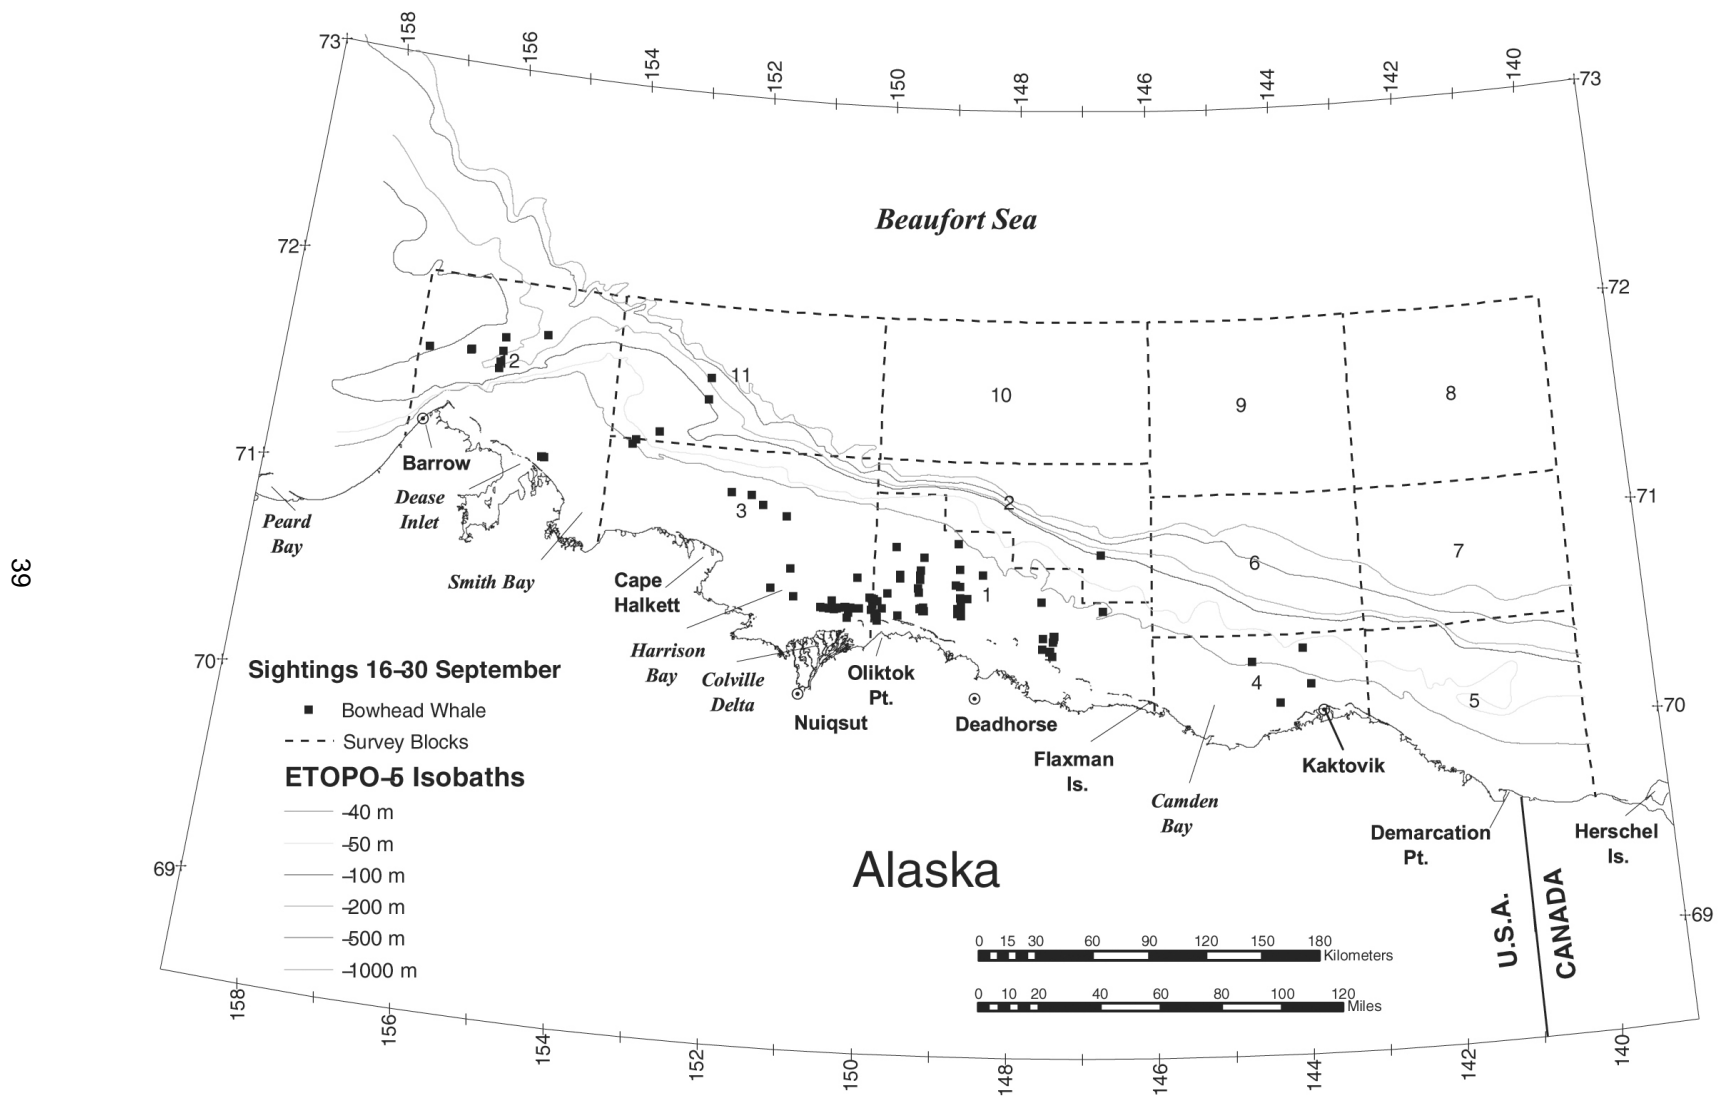 158
156
154
152
150
148
146
144
142
140
73
73
Beaufort Sea
72
72
11
2
10
9
8
71
71
Barrow
Dease
Inlet
Peard
Bay
3
2
6
7
39
Smith Bay
Cape
Halkett
1
Harrison
Bay
Colville
Delta
Oliktok
Pt.
70
70
4
5
Nuiqsut
Deadhorse
Flaxman
Is.
Kaktovik
Camden
Bay
Demarcation
Pt.
Herschel
Is.
Sightings 16-30 September
Bowhead Whale
Survey Blocks
ETOPO-5 Isobaths
-40 m
-50 m
-100 m
-200 m
-500 m
-1000 m
Alaska
69
69
U.S.A.
CANADA
0 15 30 60 90 120 150 180
Kilometers
0 10 20 40 60 80 100 120
Miles
158
156
154
152
150
148
146
144
142
140